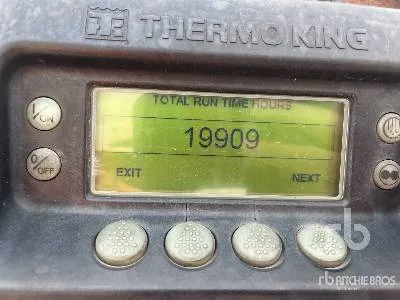 THERMO KING
TOTAL RUN TIME HOURS
I/ON
19909
O/OFF
EXIT NEXT
rb
RITCHIE BROS.